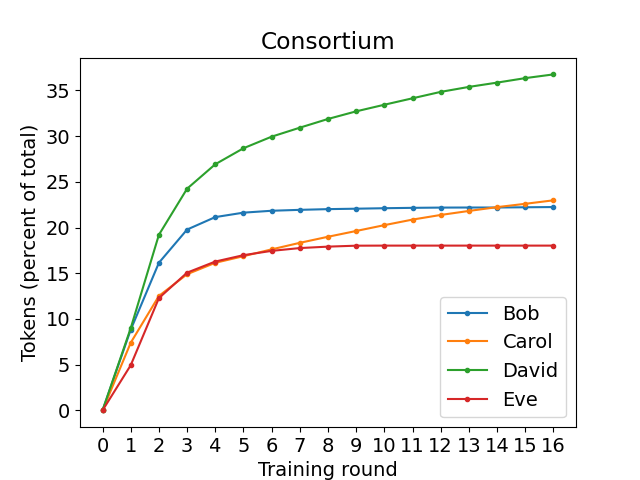 Consortium
Tokens (percent of total)
35
30
25
20
15
10
5
0
Bob
Carol
David
Eve
0 1 2 3 4 5 6 7 8 9 10 11 12 13 14 15 16
Training round